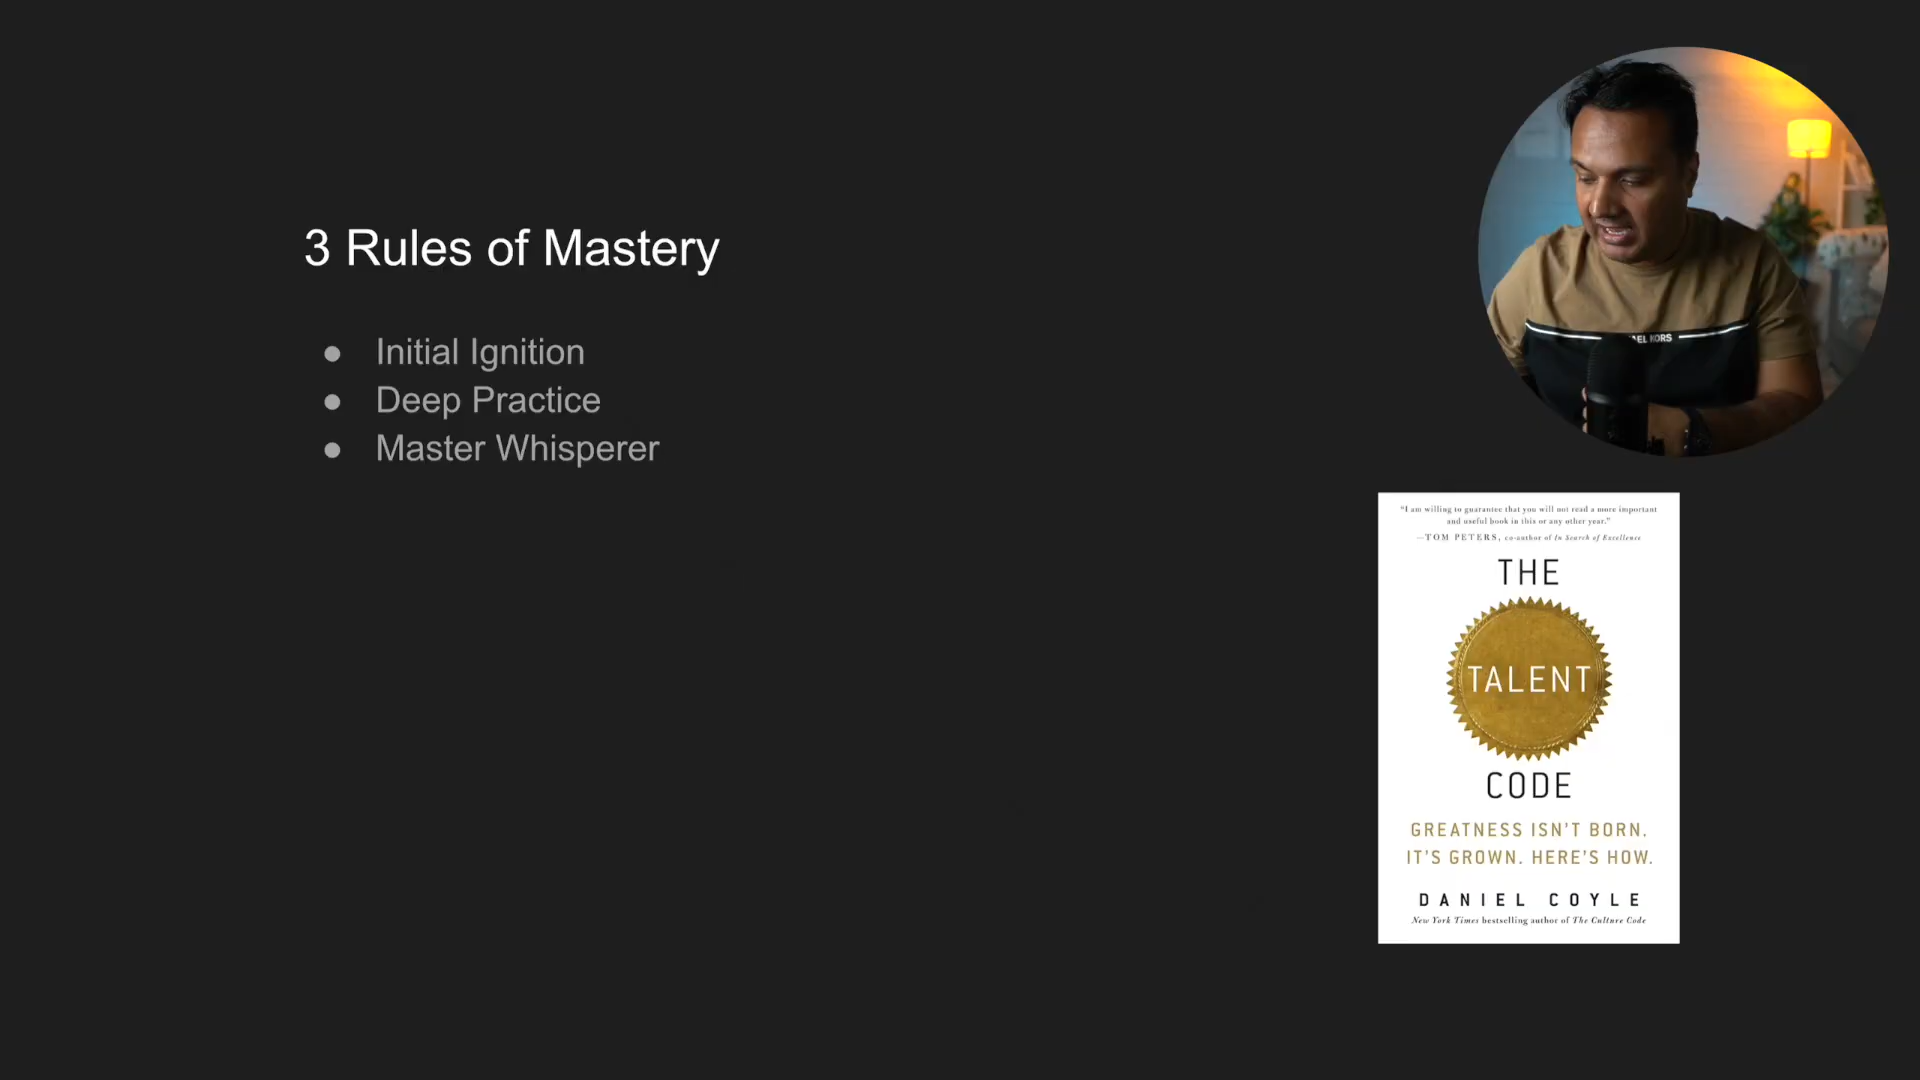 3 Rules of Mastery
● Initial Ignition
● Deep Practice
● Master Whisperer
AEL KORS
"I am willing to guarantee that you will not read a more important
and useful book in this or any other year."
—TOM PETERS, co-author of In Search of Excellence
THE
TALENT
CODE
GREATNESS ISN'T BORN.
IT'S GROWN. HERE'S HOW.
DANIEL COYLE
New York Times bestselling author of The Culture Code